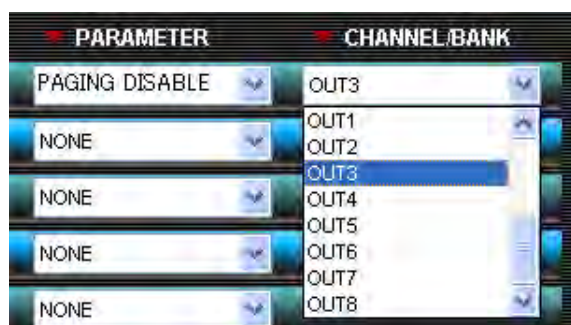 PARAMETER CHANNEL/BANK
PAGING DISABLE OUT3
OUT1
NONE OUT2
OUT3
NONE OUT4
OUT5
NONE OUT6
OUT7
NONE OUT8